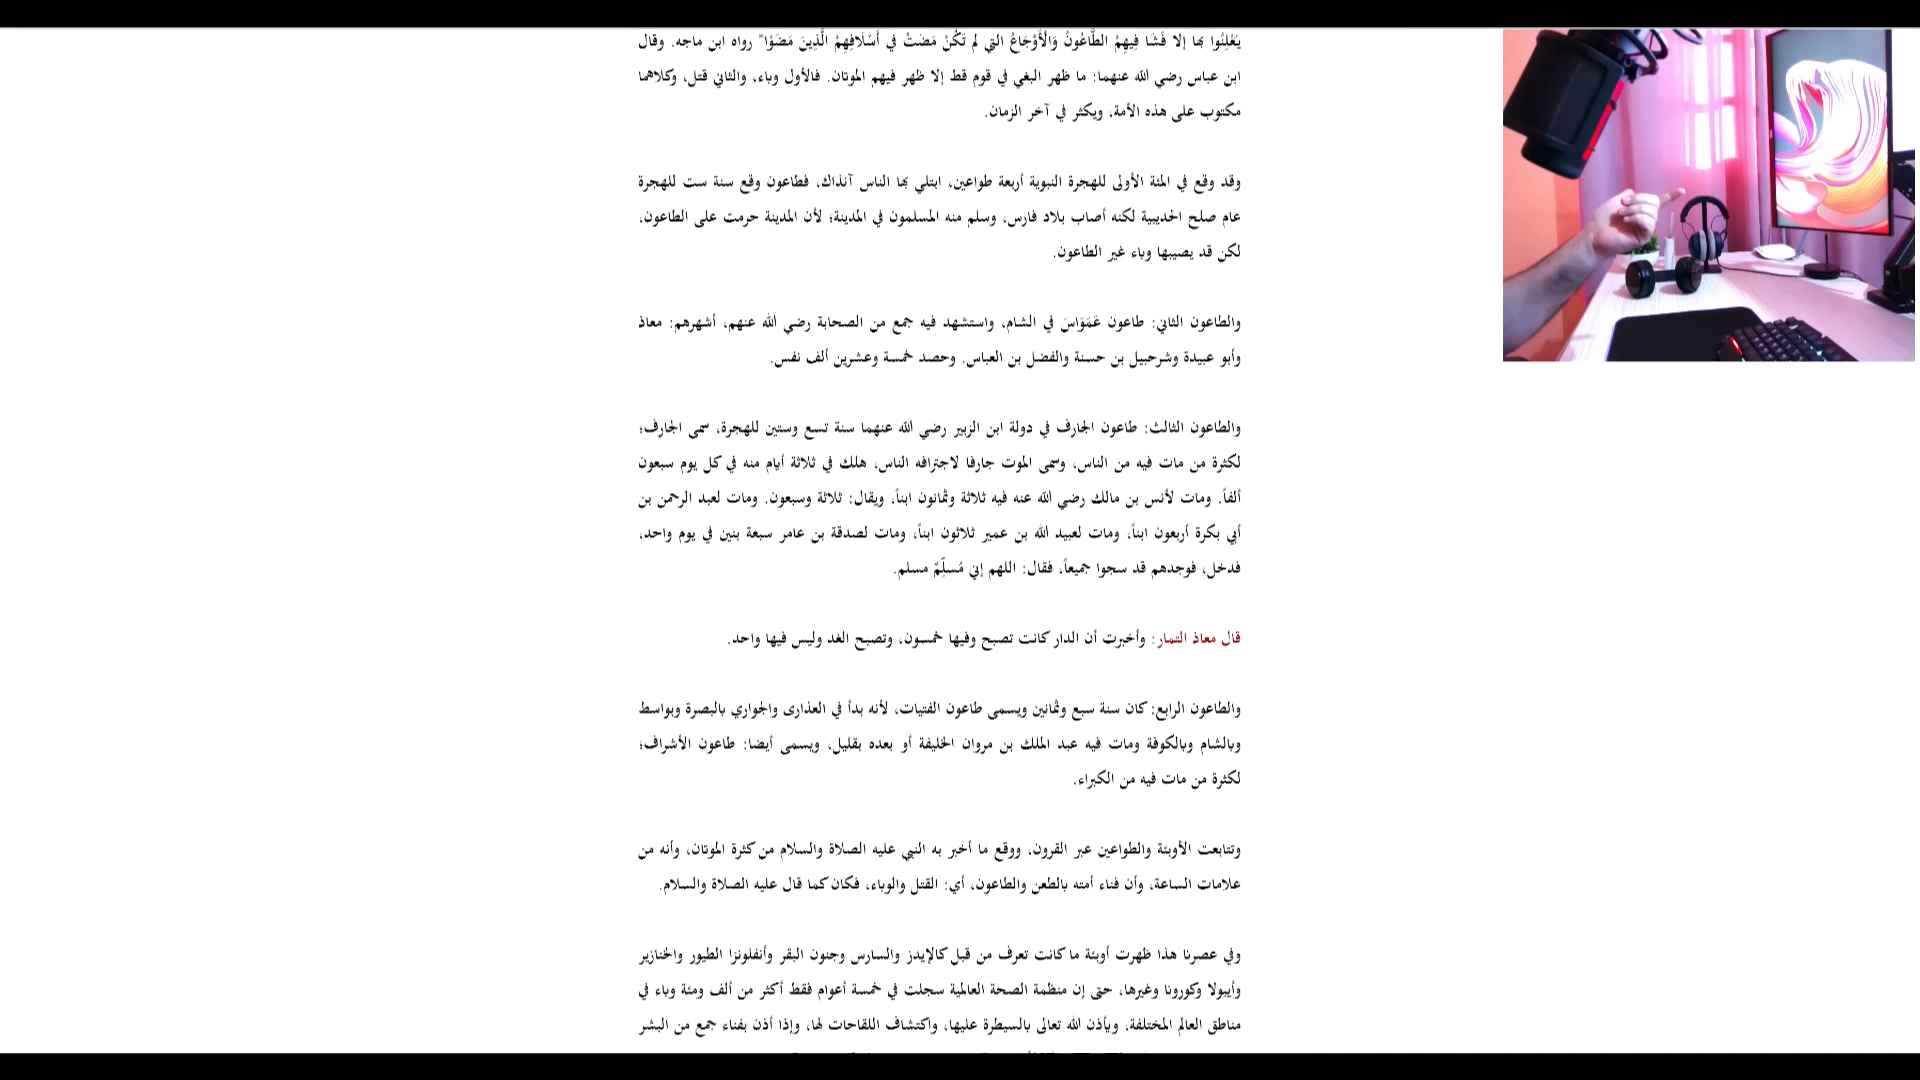 يَعْلِنُوا بها إلا فَشَا فِيهِمْ الطَّاعُونُ وَالْأَوْجَاعُ التي لم تَكُنْ مَضَتْ في أَسْلَافِهِمْ الَّذِينَ مَضَوْا" رواه ابن ماجه. وقال
ابن عباس رضي الله عنهما: ما ظهر البغي في قوم قط إلا ظهر فيهم الموتان. فالأول وباء، والثاني قتل، وكلاهما
مكتوب على هذه الأمة، ويكثر في آخر الزمان.
وقد وقع في المئة الأولى للهجرة النبوية أربعة طواعين، ابتلي بها الناس آنذاك، فطاعون وقع سنة ست للهجرة
عام صلح الحديبية لكنه أصاب بلاد فارس، وسلم منه المسلمون في المدينة؛ لأن المدينة حرمت على الطاعون،
لكن قد يصيبها وباء غير الطاعون.
والطاعون الثاني: طاعون عَمَوَاسَ في الشام، واستشهد فيه جمع من الصحابة رضي الله عنهم، أشهرهم: معاذ
وأبو عبيدة وشرحبيل بن حسنة والفضل بن العباس. وحصد خمسة وعشرين ألف نفس.
والطاعون الثالث: طاعون الجارف في دولة ابن الزبير رضي الله عنهما سنة تسع وستين للهجرة، سمى الجارف؛
لكثرة من مات فيه من الناس، وسمى الموت جارفا لاجترافه الناس، هلك في ثلاثة أيام منه في كل يوم سبعون
ألفاً. ومات لأنس بن مالك رضي الله عنه فيه ثلاثة وثمانون ابناً، ويقال: ثلاثة وسبعون. ومات لعبد الرحمن بن
أبي بكرة أربعون ابناً، ومات لعبيد الله بن عمير ثلاثون ابناً، ومات لصدقة بن عامر سبعة بنين في يوم واحد،
فدخل، فوجدهم قد سجوا جميعاً، فقال: اللهم إني مُسلِّمٌ مسلم.
قال معاذ التمار: وأخبرت أن الدار كانت تصبح وفيها خمسون، وتصبح الغد وليس فيها واحد.
والطاعون الرابع: كان سنة سبع وثمانين ويسمى طاعون الفتيات، لأنه بدأ في العذارى والجواري بالبصرة وبواسط
وبالشام وبالكوفة ومات فيه عبد الملك بن مروان الخليفة أو بعده بقليل، ويسمى أيضا: طاعون الأشراف؛
لكثرة من مات فيه من الكبراء.
وتتابعت الأوبئة والطواعين عبر القرون، ووقع ما أخبر به النبي عليه الصلاة والسلام من كثرة الموتان، وأنه من
علامات الساعة، وأن فناء أمته بالطعن والطاعون، أي: القتل والوباء، فكان كما قال عليه الصلاة والسلام.
وفي عصرنا هذا ظهرت أوبئة ما كانت تعرف من قبل كالإيدز والسارس وجنون البقر وأنفلونزا الطيور والخنازير
وأيبولا وكورونا وغيرها، حتى إن منظمة الصحة العالمية سجلت في خمسة أعوام فقط أكثر من ألف ومئة وباء في
مناطق العالم المختلفة، ويأذن الله تعالى بالسيطرة عليها، واكتشاف اللقاحات لها، وإذا أذن بفناء جمع من البشر